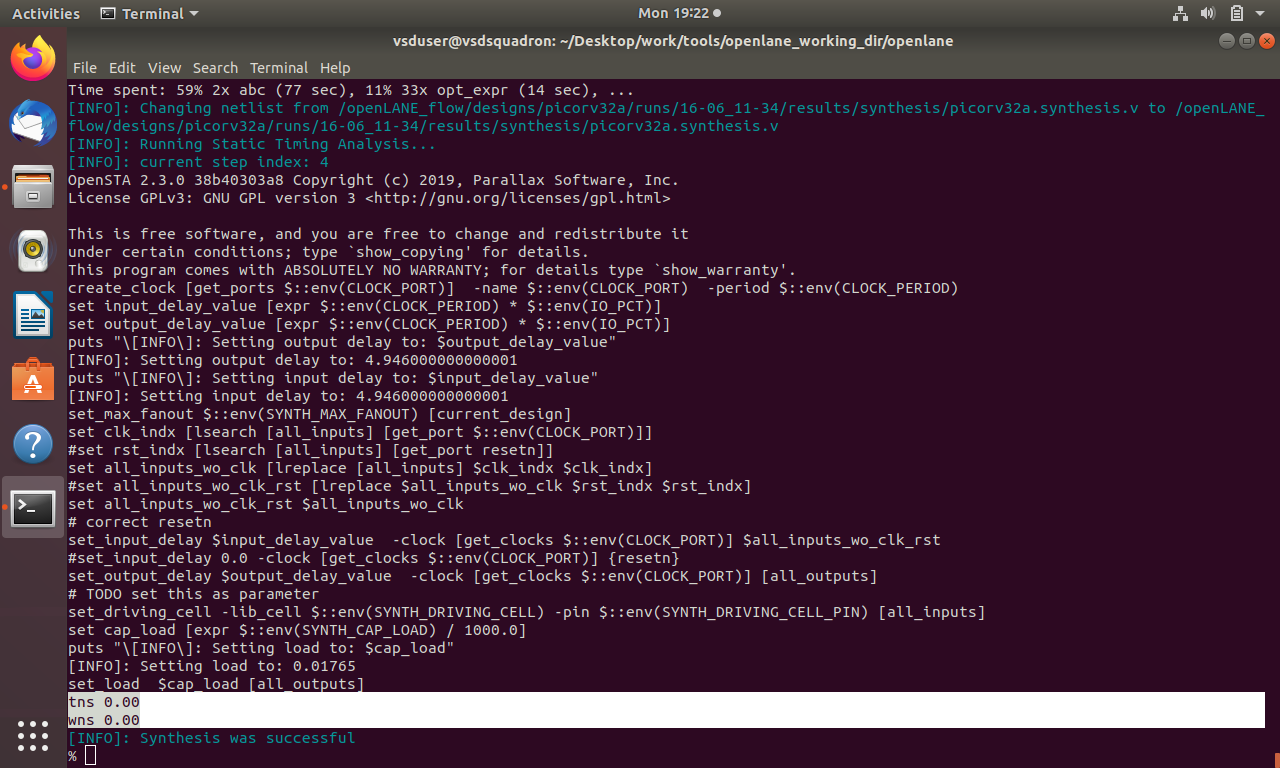 Activities Terminal Mon 19:22
vsduser@vsdsquadron: ~/Desktop/work/tools/openlane_working_dir/openlane
File Edit View Search Terminal Help
Time spent: 59% 2x abc (77 sec), 11% 33x opt_expr (14 sec), ...
[INFO]: Changing netlist from /openLANE_flow/designs/picorv32a/runs/16-06_11-34/results/synthesis/picorv32a.synthesis.v to /openLANE_
flow/designs/picorv32a/runs/16-06_11-34/results/synthesis/picorv32a.synthesis.v
[INFO]: Running Static Timing Analysis...
[INFO]: current step index: 4
OpenSTA 2.3.0 38b40303a8 Copyright (c) 2019, Parallax Software, Inc.
License GPLv3: GNU GPL version 3 <http://gnu.org/licenses/gpl.html>

This is free software, and you are free to change and redistribute it
under certain conditions; type `show_copying' for details.
This program comes with ABSOLUTELY NO WARRANTY; for details type `show_warranty'.
create_clock [get_ports $::env(CLOCK_PORT)]  -name $::env(CLOCK_PORT)  -period $::env(CLOCK_PERIOD)
set input_delay_value [expr $::env(CLOCK_PERIOD) * $::env(IO_PCT)]
set output_delay_value [expr $::env(CLOCK_PERIOD) * $::env(IO_PCT)]
puts "\[INFO\]: Setting output delay to: $output_delay_value"
[INFO]: Setting output delay to: 4.946000000000001
puts "\[INFO\]: Setting input delay to: $input_delay_value"
[INFO]: Setting input delay to: 4.946000000000001
set_max_fanout $::env(SYNTH_MAX_FANOUT) [current_design]
set clk_indx [lsearch [all_inputs] [get_port $::env(CLOCK_PORT)]]
#set rst_indx [lsearch [all_inputs] [get_port resetn]]
set all_inputs_wo_clk [lreplace [all_inputs] $clk_indx $clk_indx]
#set all_inputs_wo_clk_rst [lreplace $all_inputs_wo_clk $rst_indx $rst_indx]
set all_inputs_wo_clk_rst $all_inputs_wo_clk
# correct resetn
set_input_delay $input_delay_value  -clock [get_clocks $::env(CLOCK_PORT)] $all_inputs_wo_clk_rst
#set_input_delay 0.0 -clock [get_clocks $::env(CLOCK_PORT)] {resetn}
set_output_delay $output_delay_value  -clock [get_clocks $::env(CLOCK_PORT)] [all_outputs]
# TODO set this as parameter
set_driving_cell -lib_cell $::env(SYNTH_DRIVING_CELL) -pin $::env(SYNTH_DRIVING_CELL_PIN) [all_inputs]
set cap_load [expr $::env(SYNTH_CAP_LOAD) / 1000.0]
puts "\[INFO\]: Setting load to: $cap_load"
[INFO]: Setting load to: 0.01765
set_load  $cap_load [all_outputs]
tns 0.00
wns 0.00
[INFO]: Synthesis was successful
%